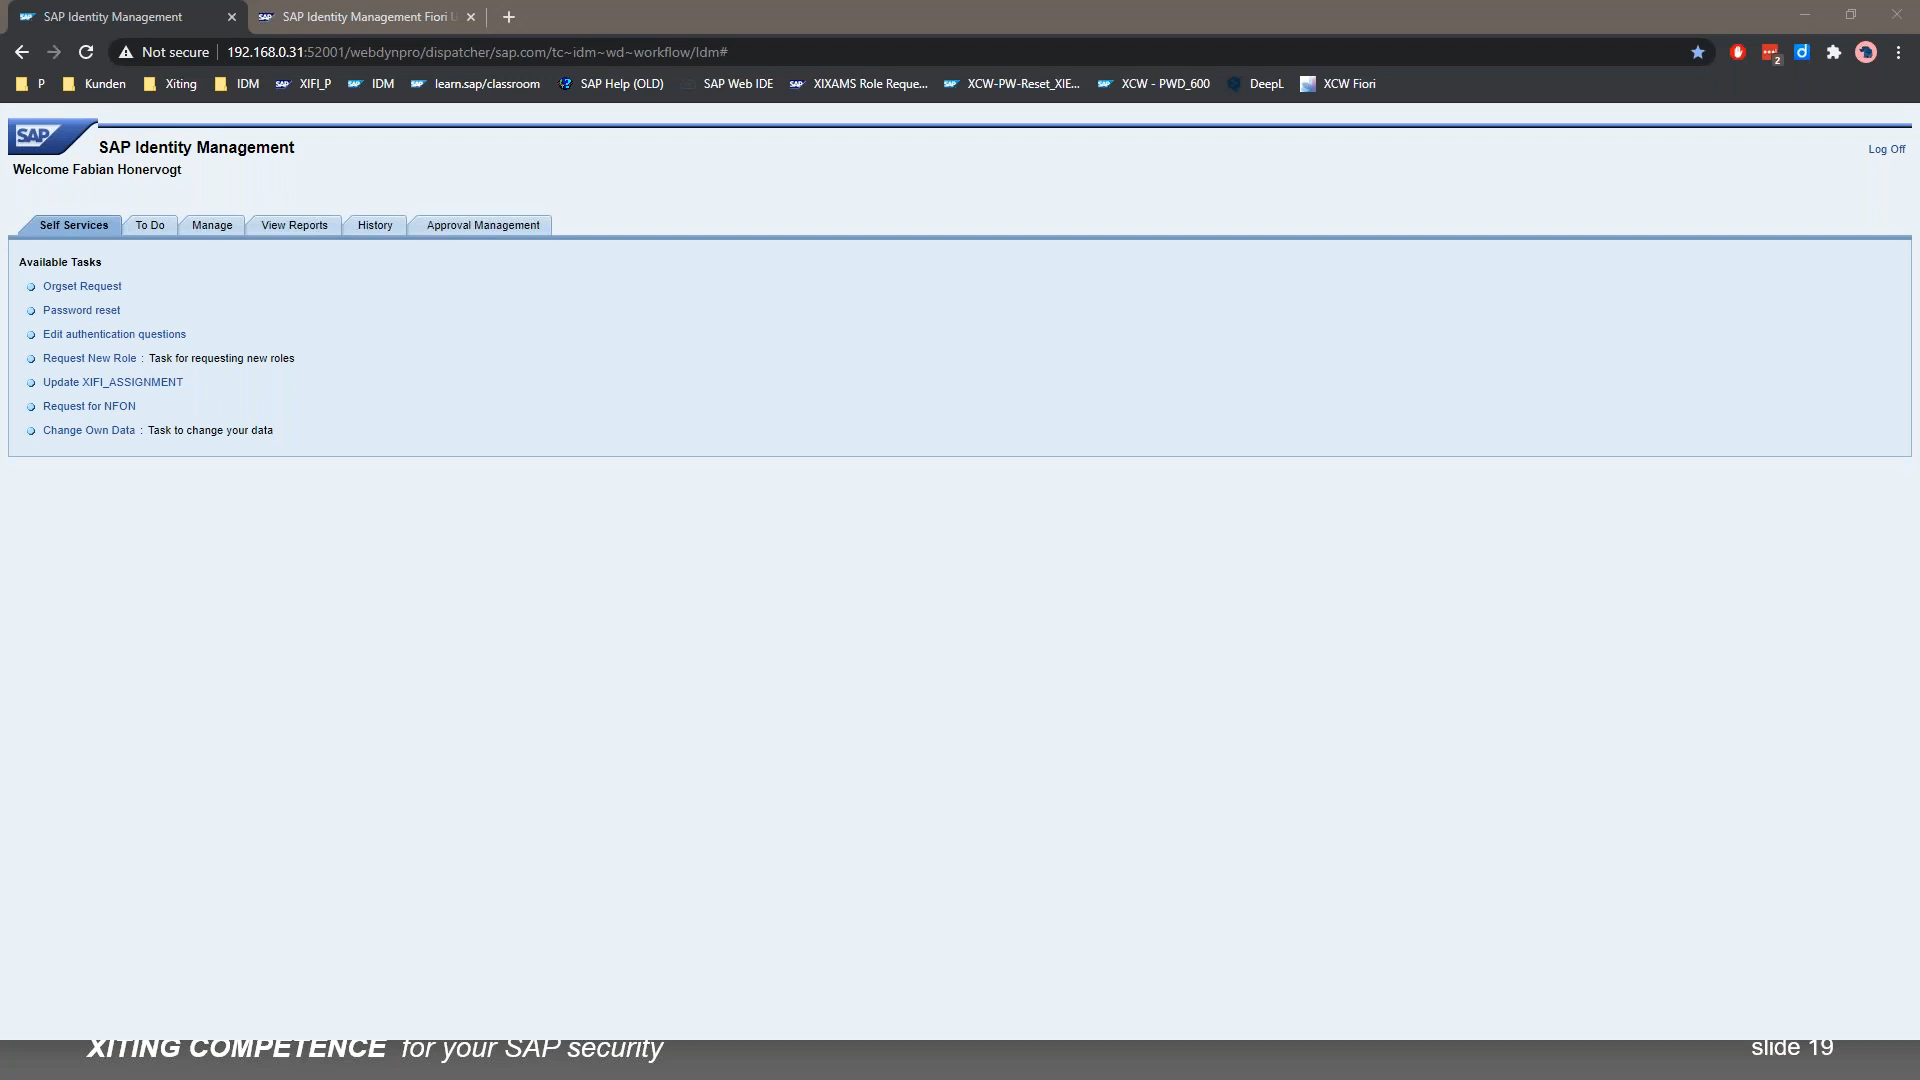 SAP Identity Management
SAP Identity Management Fiori
Not secure
192.168.0.31:52001/webdynpro/dispatcher/sap.com/tc~idm~wd~workflow/Idm#
2
P Kunden Xiting IDM XIFI_P IDM learn.sap/classroom SAP Help (OLD) SAP Web IDE XIXAMS Role Reque... XCW-PW-Reset_XIE... XCW - PWD_600 DeepL XCW Fiori
SAP
SAP Identity Management
Log Off
Welcome Fabian Honervogt
Self Services To Do Manage View Reports History Approval Management
Available Tasks
Orgset Request
Password reset
Edit authentication questions
Request New Role : Task for requesting new roles
Update XIFI_ASSIGNMENT
Request for NFON
Change Own Data : Task to change your data
XITING COMPETENCE for your SAP security
slide 19